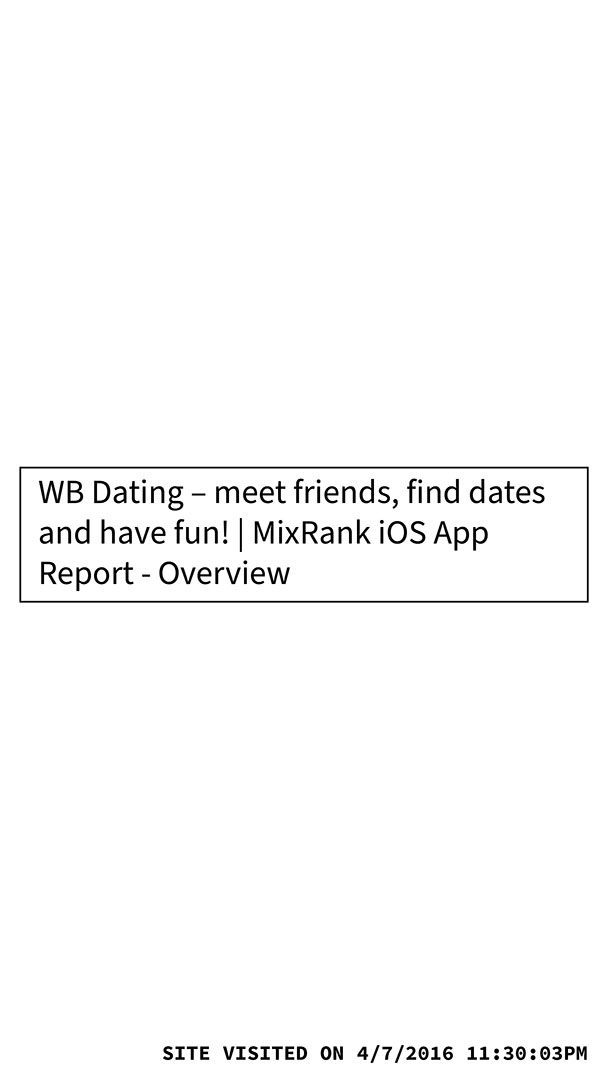 WB Dating – meet friends, find dates
and have fun! | MixRank iOS App
Report - Overview
SITE VISITED ON 4/7/2016 11:30:03PM